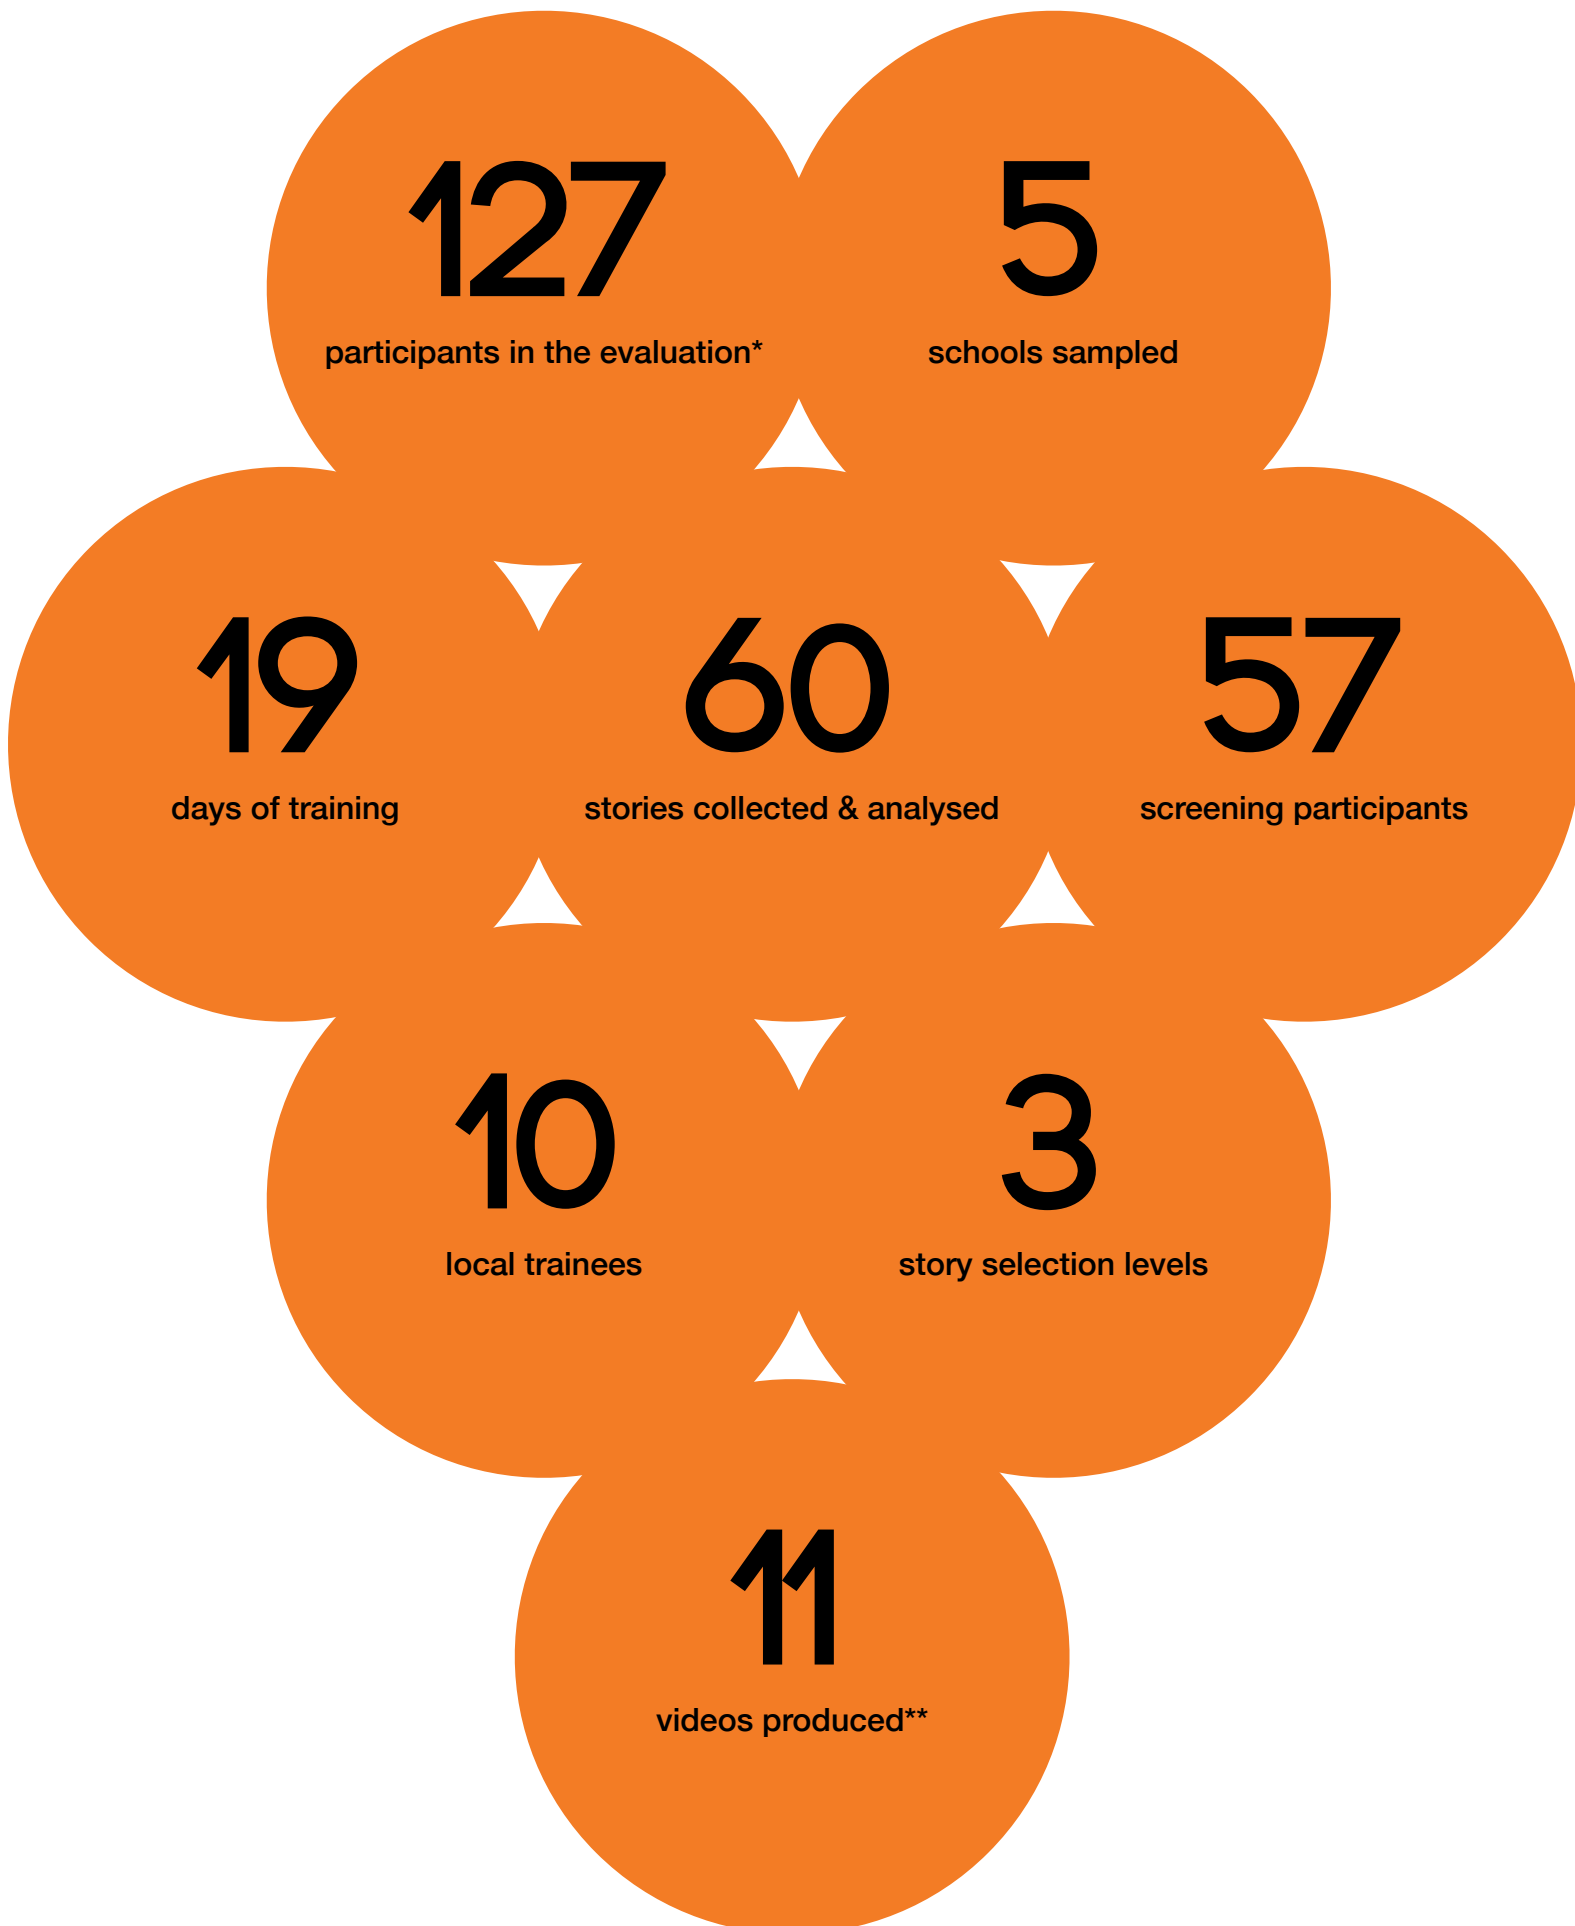 127
participants in the evaluation*
5
schools sampled
19
days of training
60
stories collected & analysed
57
screening participants
10
local trainees
3
story selection levels
11
videos produced**